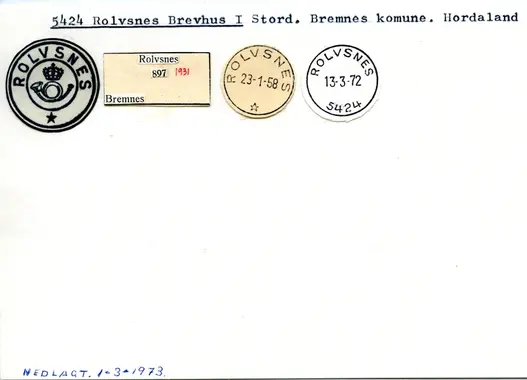 5424 Rolvsnes Brevhus I Stord. Bremnes komune. Hordaland
ROLVSNES
Rolvsnes
897 1931
Bremnes
ROLVSNES
23-1-58
ROLVSNES
13-3-72
5424
NEDLAGT. 1-3-1973.